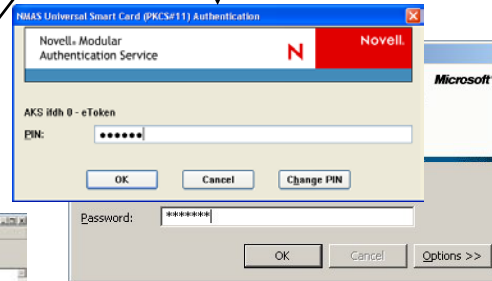 NMAS Universal Smart Card (PKCS#11) Authentication
Novell® Modular
Authentication Service
N
Novell.
Microsoft
AKS ifdh 0 - eToken
PIN: ••••••
OK Cancel Change PIN
Password: *******
OK Cancel Options >>